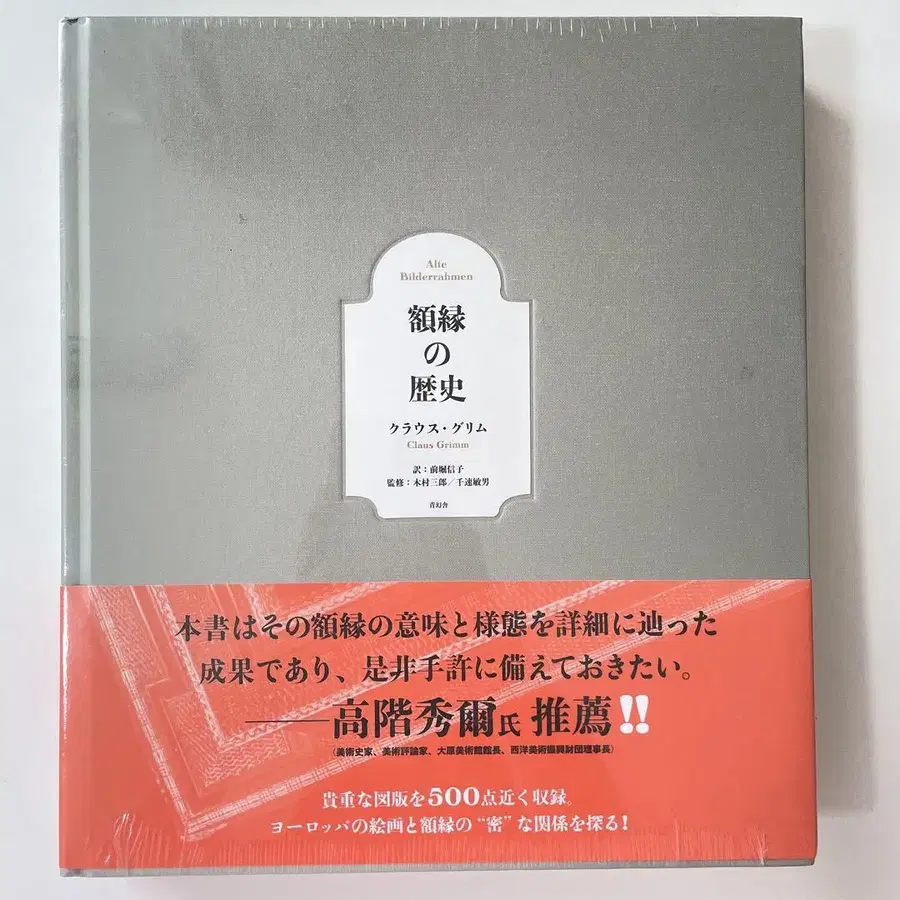 Alte
Bilderrahmen
額縁
の
歴史
クラウス・グリム
Claus Grimm
訳：前堀信子
監修：木村三郎／千速敏男
青幻舎
本書はその額縁の意味と様態を詳細に辿った
成果であり、是非手許に備えておきたい。
——高階秀爾氏 推薦!!
（美術史家、美術評論家、大原美術館館長、西洋美術振興財団理事長）
貴重な図版を500点近く収録。
ヨーロッパの絵画と額縁の“密”な関係を探る！